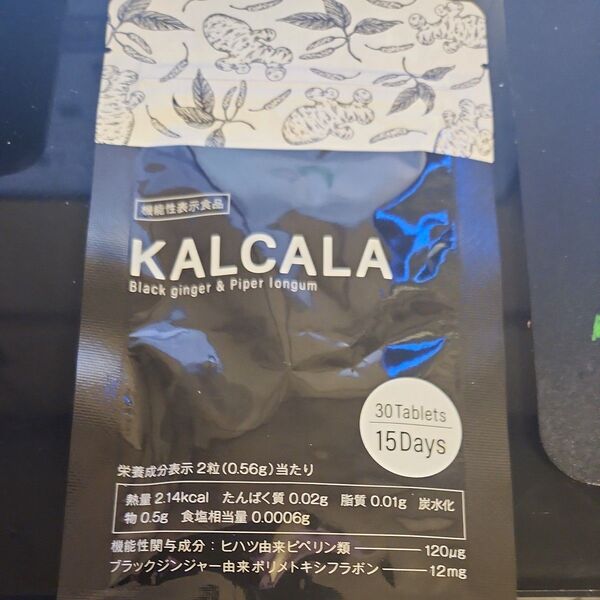 機能性表示食品
KALCALA
Black ginger & Piper longum
30Tablets
15Days
栄養成分表示 2粒(0.56g)当たり
熱量 2.14kcal たんぱく質 0.02g 脂質 0.01g 炭水化
物 0.5g 食塩相当量 0.0006g
機能性関与成分:ヒハツ由来ピペリン類 120μg
ブラックジンジャー由来ポリメトキシフラボン 12mg